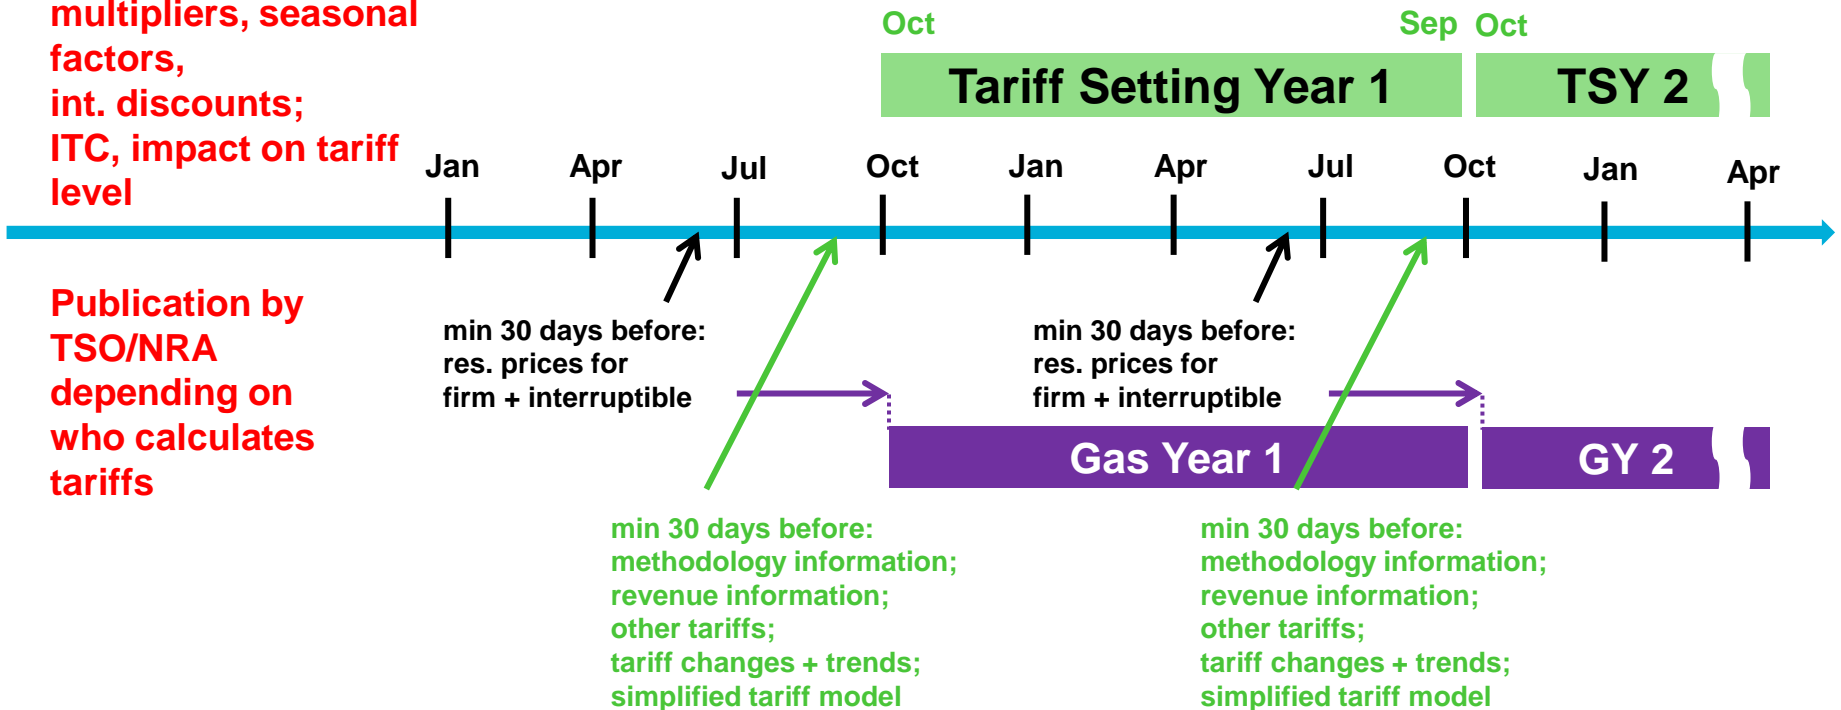 multipliers, seasonal
factors,
int. discounts;
ITC, impact on tariff
level
Oct
Sep
Oct
Tariff Setting Year 1
TSY 2
Jan
Apr
Jul
Oct
Jan
Apr
Jul
Oct
Jan
Apr
Publication by
TSO/NRA
depending on
who calculates
tariffs
min 30 days before:
res. prices for
firm + interruptible
min 30 days before:
res. prices for
firm + interruptible
Gas Year 1
GY 2
min 30 days before:
methodology information;
revenue information;
other tariffs;
tariff changes + trends;
simplified tariff model
min 30 days before:
methodology information;
revenue information;
other tariffs;
tariff changes + trends;
simplified tariff model